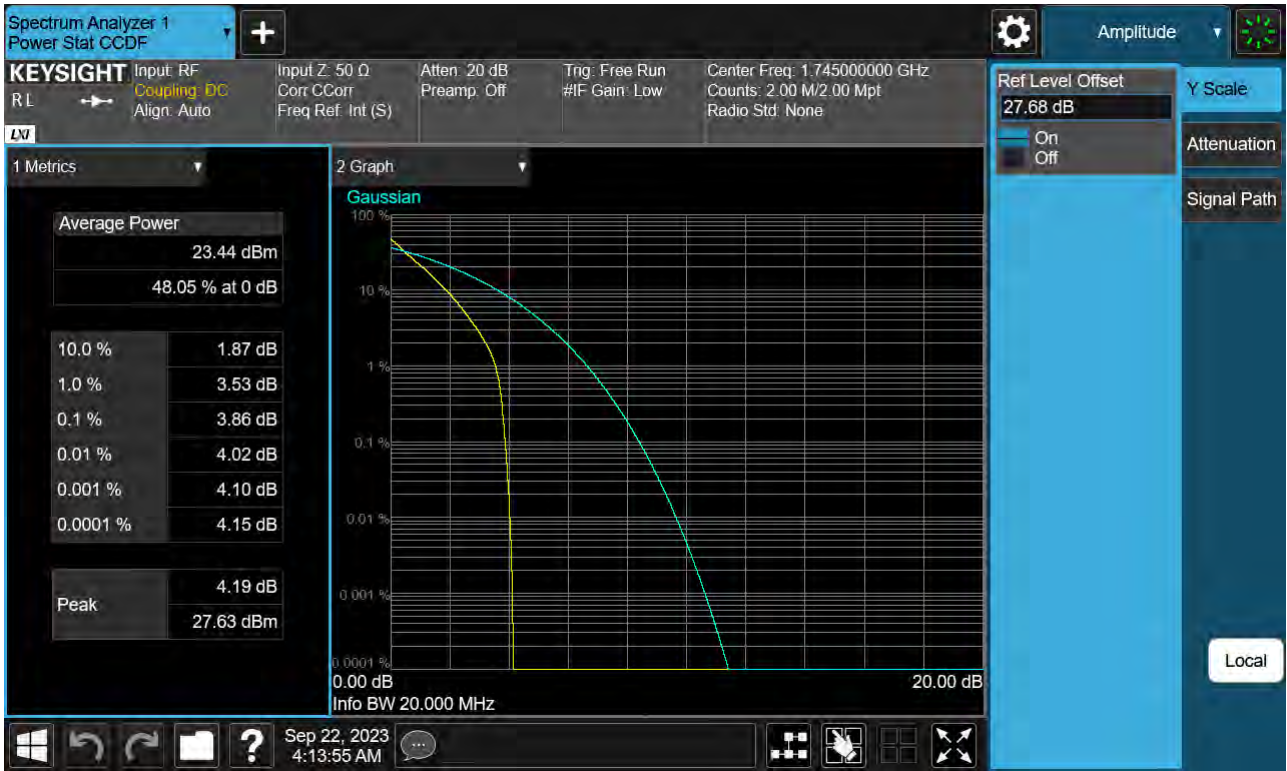 Spectrum Analyzer 1
Power Stat CCDF
+
Amplitude
KEYSIGHT
RL
LXI
Input: RF
Coupling: DC
Align: Auto
Input Z: 50 Ω
Corr CCorr
Freq Ref: Int (S)
Atten: 20 dB
Preamp: Off
Trig: Free Run
#IF Gain: Low
Center Freq: 1.745000000 GHz
Counts: 2.00 M/2.00 Mpt
Radio Std: None
Ref Level Offset
27.68 dB
On
Off
Y Scale
Attenuation
Signal Path
Local
1 Metrics
Average Power
23.44 dBm
48.05 % at 0 dB
10.0 % 1.87 dB
1.0 % 3.53 dB
0.1 % 3.86 dB
0.01 % 4.02 dB
0.001 % 4.10 dB
0.0001 % 4.15 dB
Peak
4.19 dB
27.63 dBm
2 Graph
Gaussian
100 %
10 %
1 %
0.1 %
0.01 %
0.001 %
0.0001 %
0.00 dB 20.00 dB
Info BW 20.000 MHz
?
Sep 22, 2023
4:13:55 AM